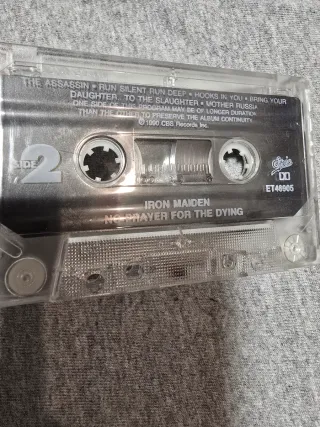 THE ASSASSIN • RUN SILENT RUN DEEP • HOOKS IN YOU • BRING YOUR
DAUGHTER...TO THE SLAUGHTER • MOTHER RUSSIA
ONE SIDE OF THIS PROGRAM MAY BE OF LONGER DURATION
THAN THE OTHER TO PRESERVE THE ALBUM CONTINUITY.
℗ 1990 CBS Records Inc.
SIDE 2
Epic
ET46905
IRON MAIDEN
NO PRAYER FOR THE DYING